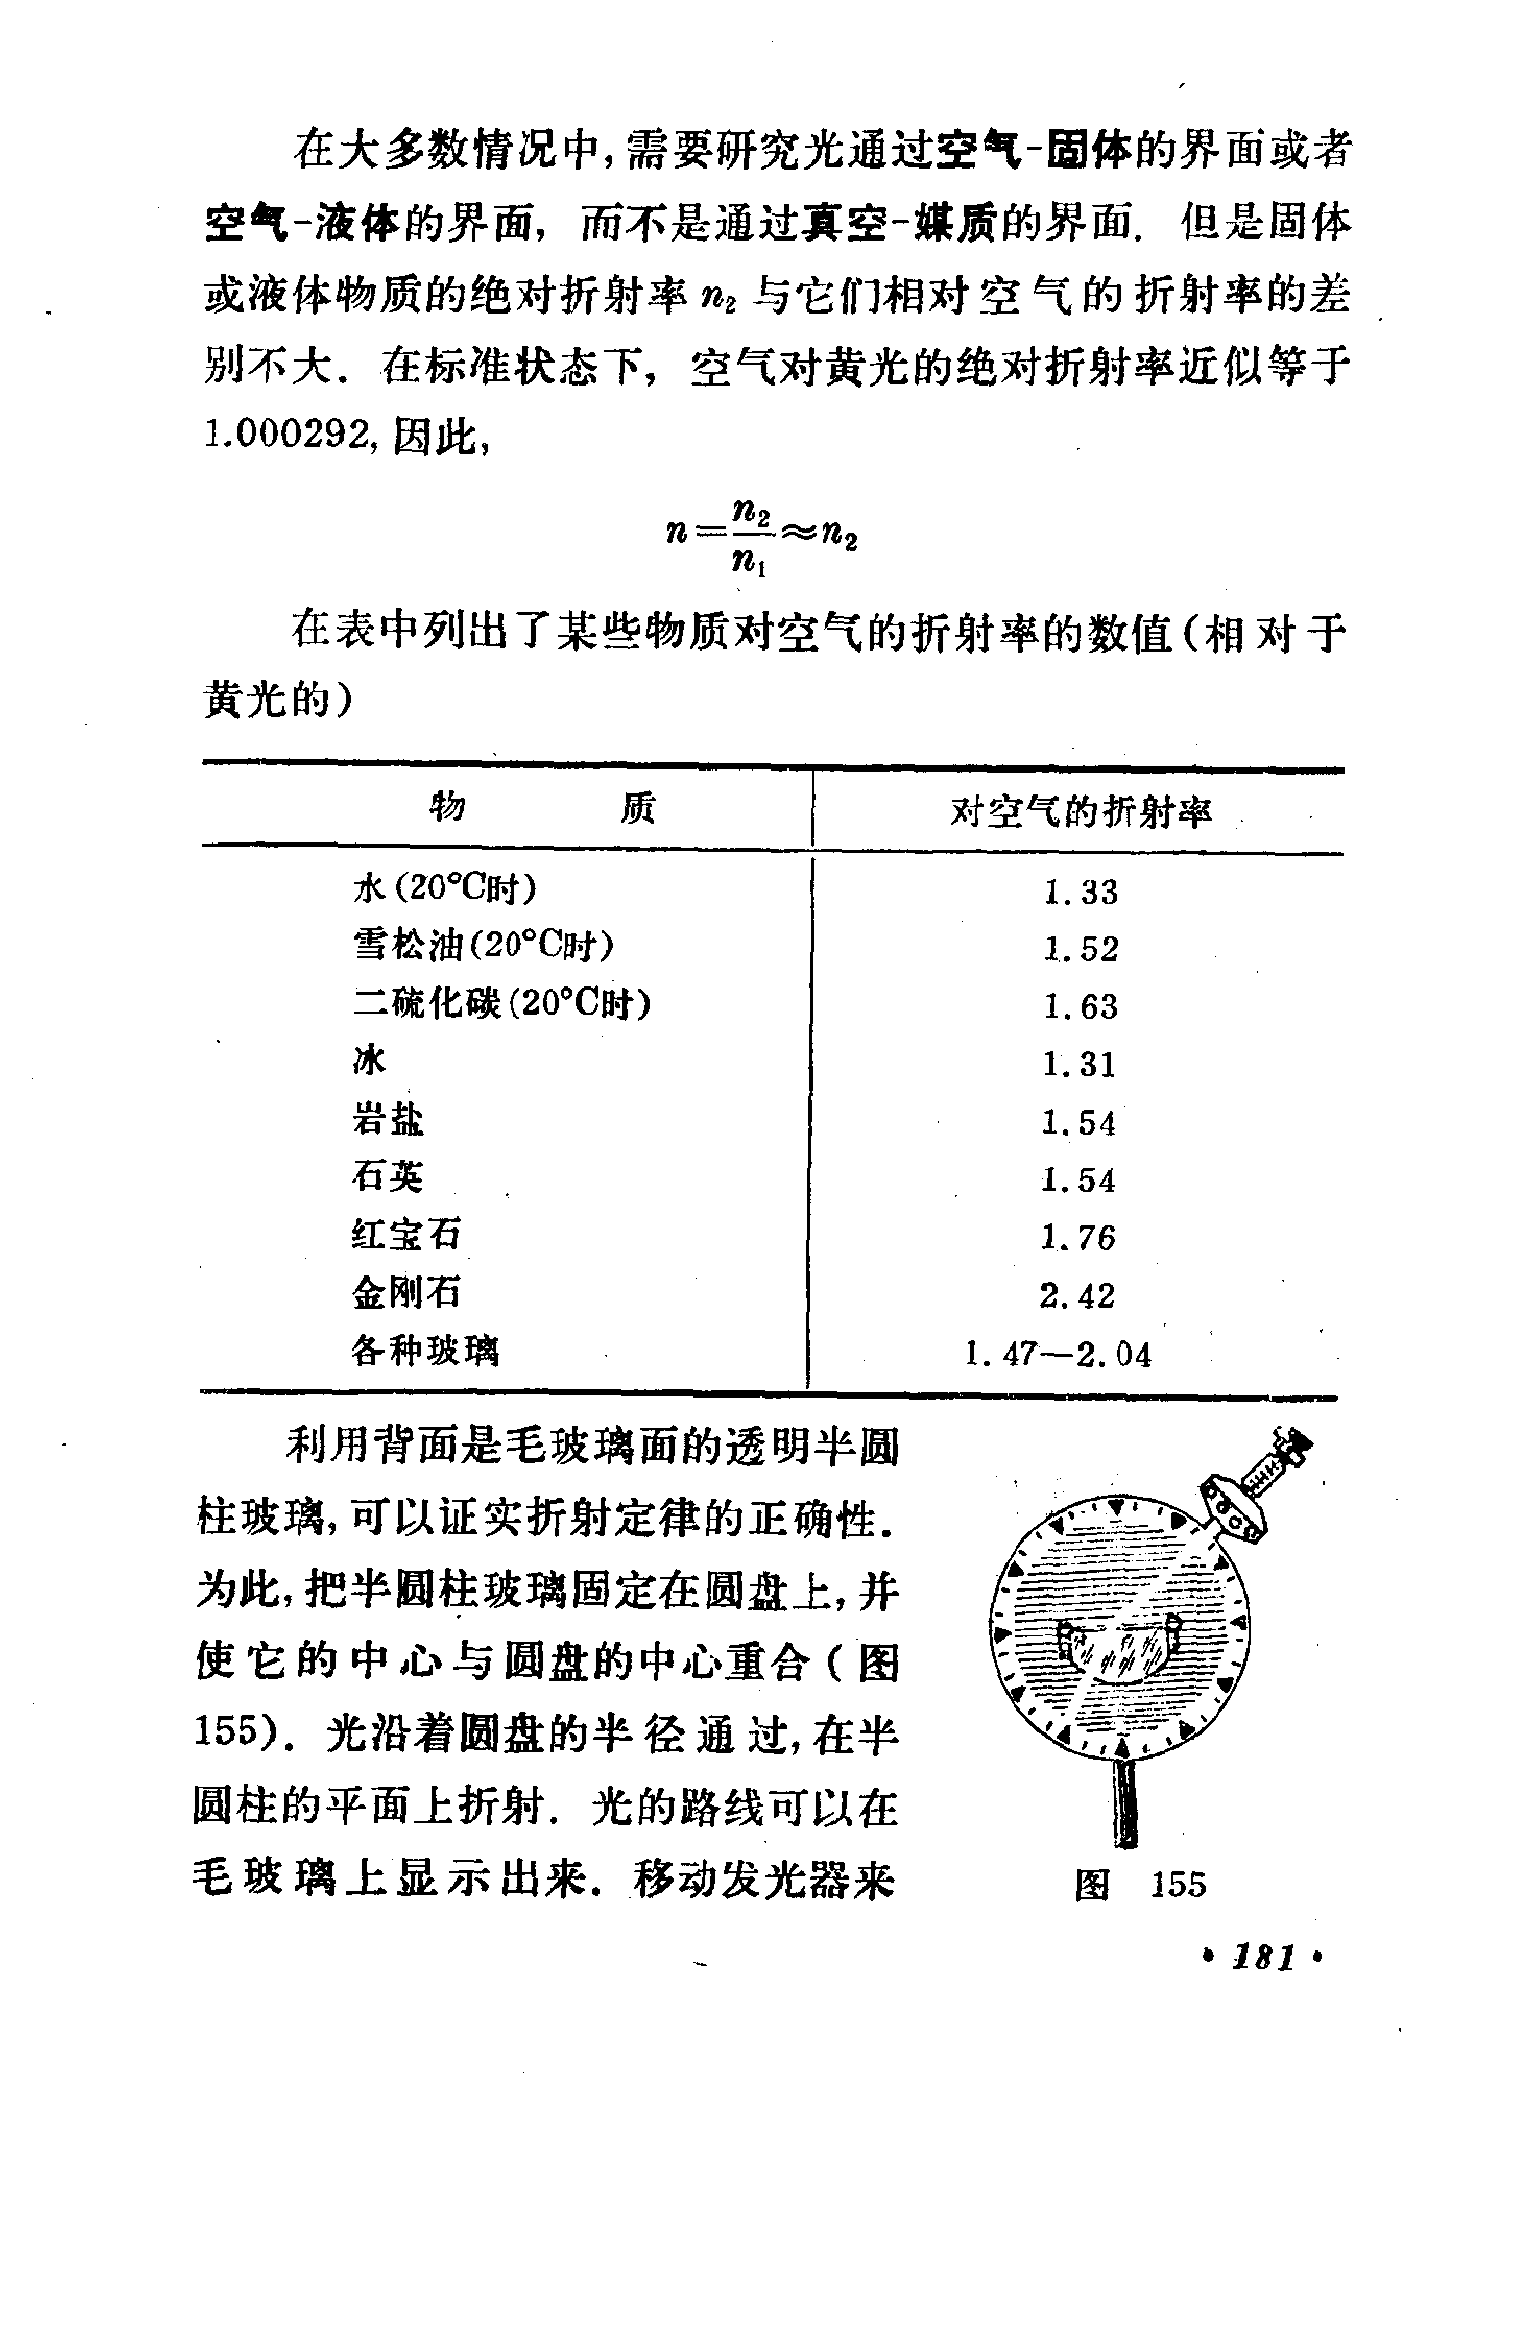 在大多数情况中,需要研究光通过空气-固体的界面或者
空气-液体的界面, 而不是通过真空-媒质的界面. 但是固体
或液体物质的绝对折射率 n₂ 与它们相对空气的折射率的差
别不大. 在标准状态下, 空气对黄光的绝对折射率近似等于
1.000292, 因此,
n=n₂/n₁≈n₂
在表中列出了某些物质对空气的折射率的数值(相对于
黄光的)
物 质 对空气的折射率
水(20°C时) 1.33
雪松油(20°C时) 1.52
二硫化碳(20°C时) 1.63
冰 1.31
岩盐 1.54
石英 1.54
红宝石 1.76
金刚石 2.42
各种玻璃 1.47—2.04
利用背面是毛玻璃面的透明半圆
柱玻璃,可以证实折射定律的正确性.
为此,把半圆柱玻璃固定在圆盘上,并
使它的中心与圆盘的中心重合(图
155). 光沿着圆盘的半径通过,在半
圆柱的平面上折射. 光的路线可以在
毛玻璃上显示出来. 移动发光器来
图 155
• 181 •